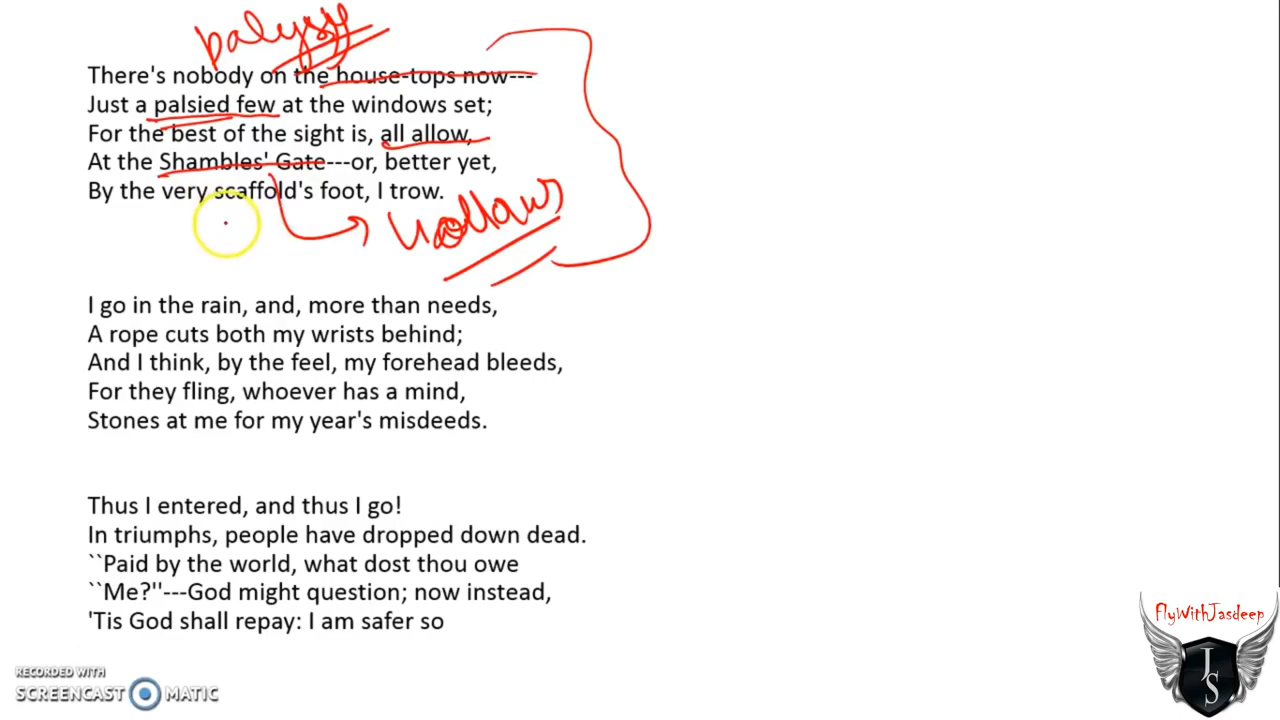 palyssy
There's nobody on the house-tops now---
Just a palsied few at the windows set;
For the best of the sight is, all allow,
At the Shambles' Gate---or, better yet,
By the very scaffold's foot, I trow.
I go in the rain, and, more than needs,
A rope cuts both my wrists behind;
And I think, by the feel, my forehead bleeds,
For they fling, whoever has a mind,
Stones at me for my year's misdeeds.
Thus I entered, and thus I go!
In triumphs, people have dropped down dead.
``Paid by the world, what dost thou owe
``Me?''---God might question; now instead,
'Tis God shall repay: I am safer so
FlyWithJasdeep
JS
RECORDED WITH
SCREENCAST MATIC